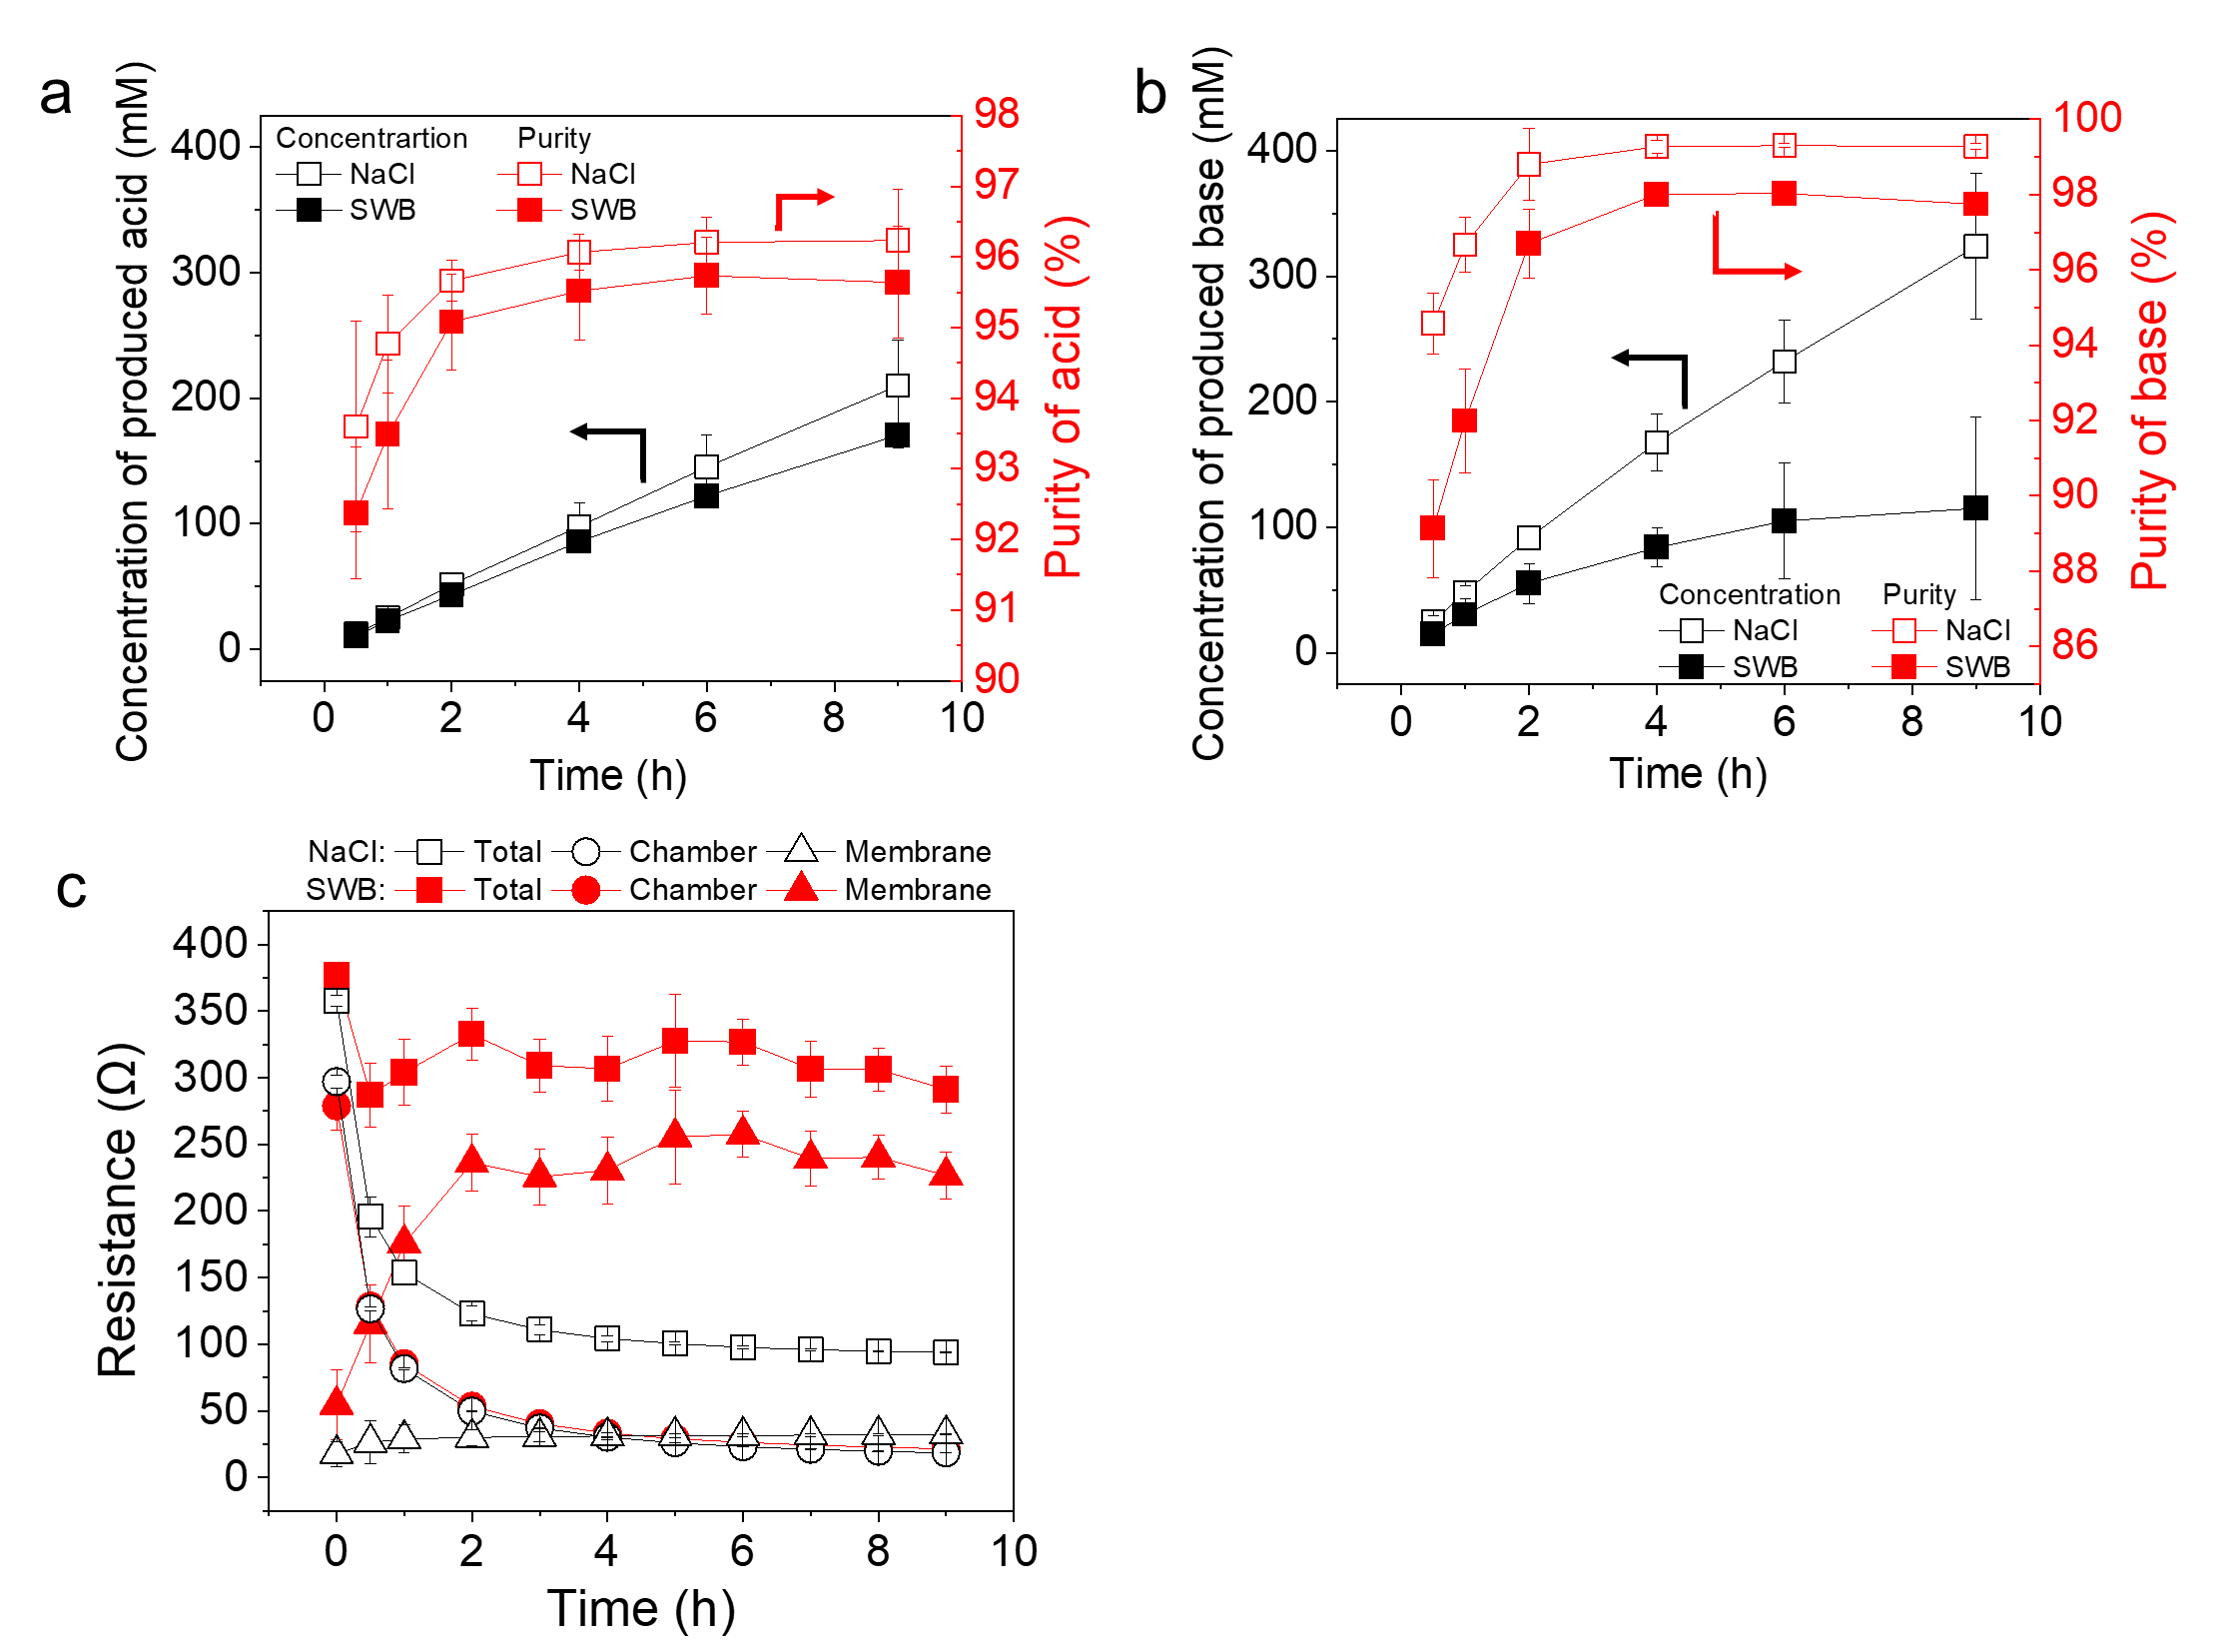 a
Concentration of produced acid (mM)
400
300
200
100
0
Concentrartion Purity
NaCl NaCl
SWB SWB
98
97
96
95
94
93
92
91
90
Purity of acid (%)
0 2 4 6 8 10
Time (h)
b
Concentration of produced base (mM)
400
300
200
100
0
100
98
96
94
92
90
88
86
Purity of base (%)
Concentration Purity
NaCl NaCl
SWB SWB
0 2 4 6 8 10
Time (h)
c
NaCl: Total Chamber Membrane
SWB: Total Chamber Membrane
Resistance (Ω)
400
350
300
250
200
150
100
50
0
0 2 4 6 8 10
Time (h)